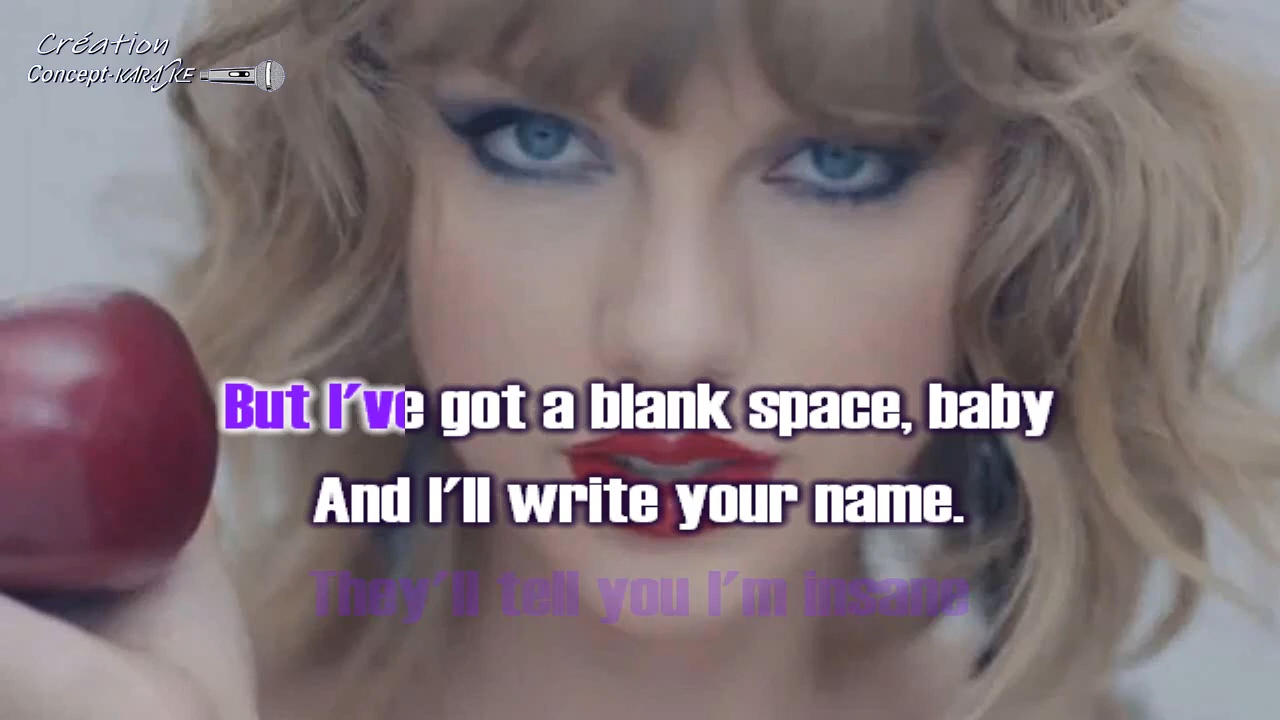 Création
Concept-KARAOKE
But I've got a blank space, baby
And I'll write your name.
They'll tell you I'm insane